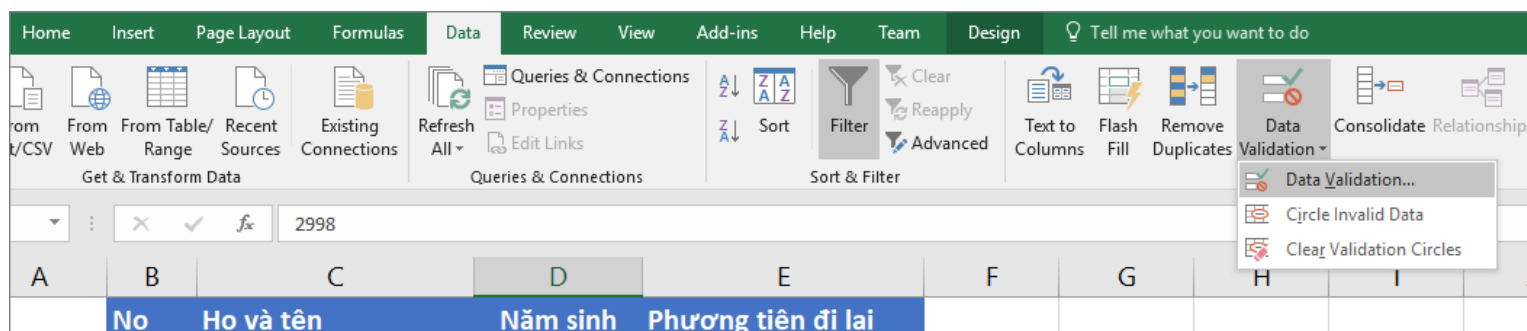 Home Insert Page Layout Formulas Data Review View Add-ins Help Team Design Tell me what you want to do
From Table/ Range
From Web
Recent Sources
Existing Connections
Get & Transform Data
Refresh All
Queries & Connections
Properties
Edit Links
Queries & Connections
Sort
Filter
Clear
Reapply
Advanced
Sort & Filter
Text to Columns
Flash Fill
Remove Duplicates
Data Validation
Consolidate
Relationship
Data Validation...
Circle Invalid Data
Clear Validation Circles
fx 2998
A B C D E F G H I
No Họ và tên Năm sinh Phương tiện đi lại